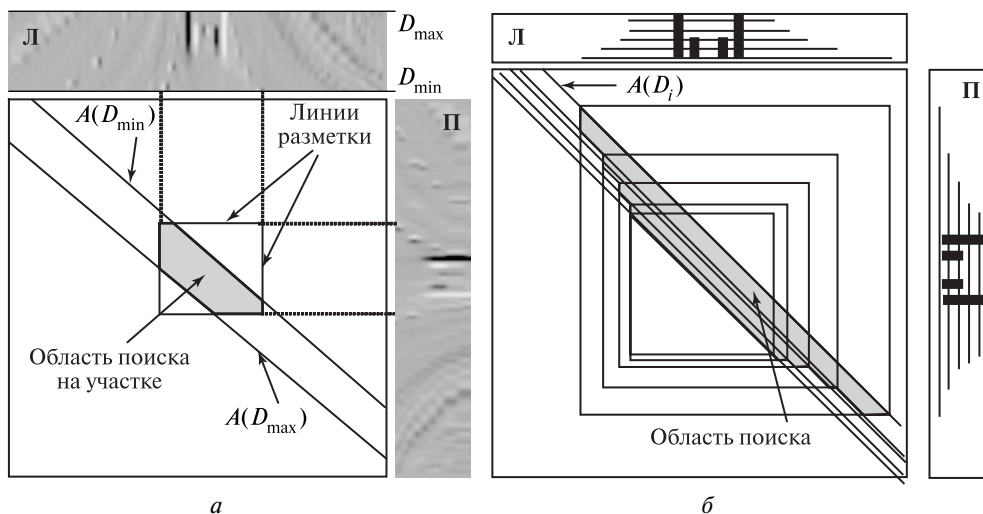 Л
D_max
D_min
A(D_min)
Линии
разметки
П
Область поиска
на участке
A(D_max)
а
Л
A(D_i)
П
Область поиска
б